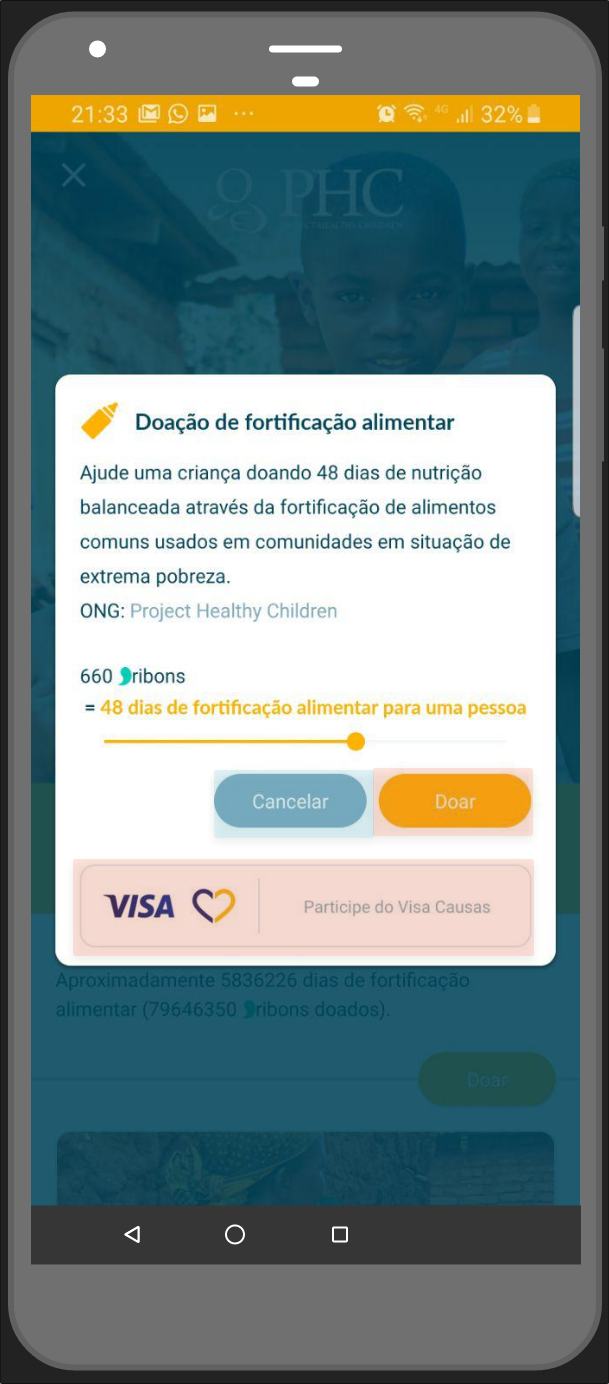 21:33
4G
32%
PHC
Doação de fortificação alimentar
Ajude uma criança doando 48 dias de nutrição
balanceada através da fortificação de alimentos
comuns usados em comunidades em situação de
extrema pobreza.
ONG: Project Healthy Children
660 ribons
= 48 dias de fortificação alimentar para uma pessoa
Cancelar
Doar
VISA
Participe do Visa Causas
Aproximadamente 5836226 dias de fortificação
alimentar (79646350 ribons doados).
Doar